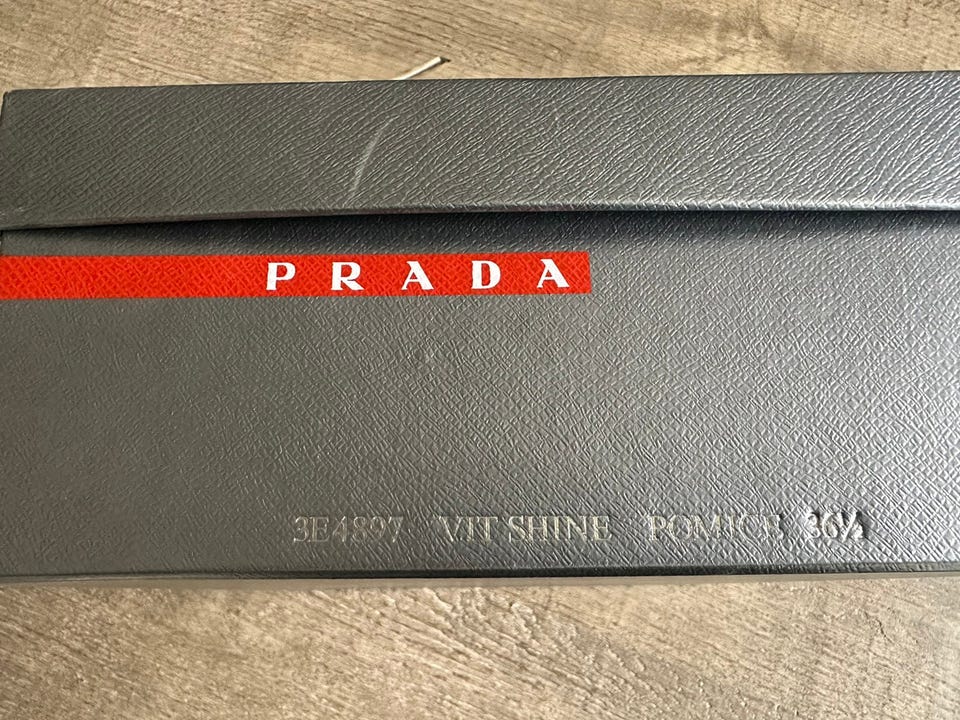 PRADA
3E4897 VIT SHINE POMICE 36½